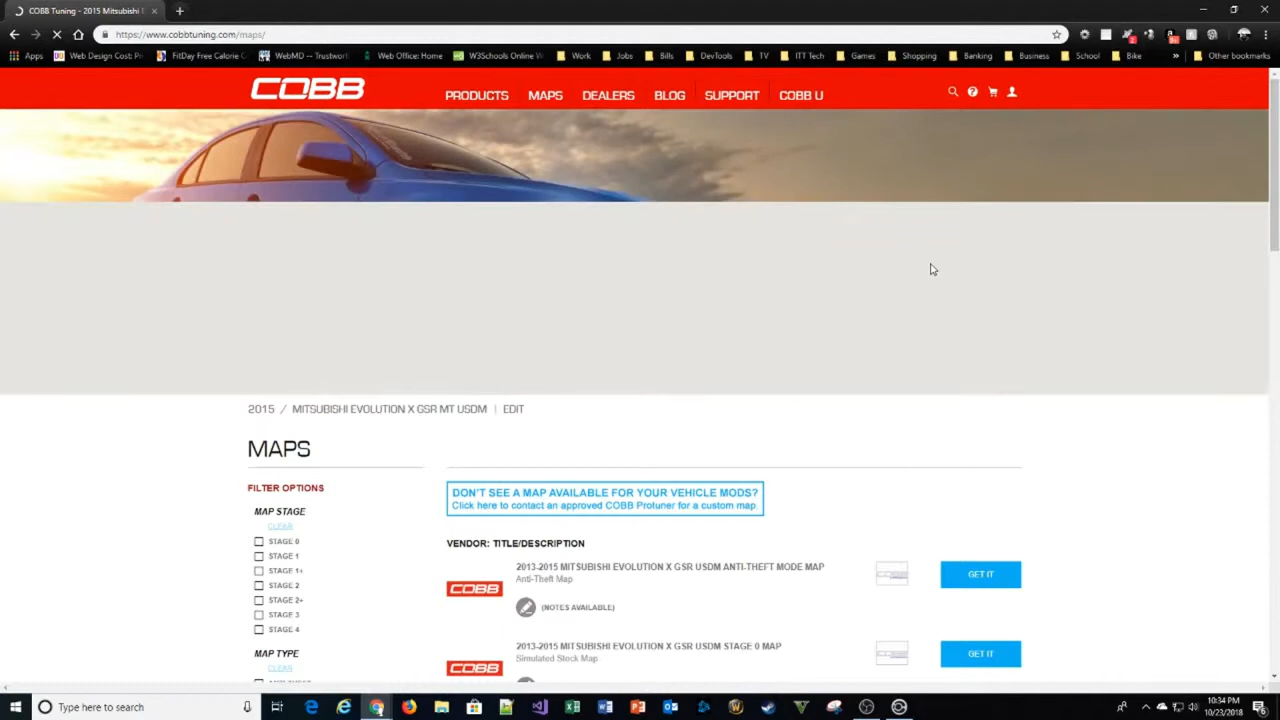 COBB Tuning - 2015 Mitsubishi E
https://www.cobbtuning.com/maps/
Apps
Web Design Cost: Pr
FitDay Free Calorie C
WebMD -- Trustwort
Web Office: Home
W3Schools Online W
Work
Jobs
Bills
DevTools
TV
ITT Tech
Games
Shopping
Banking
Business
School
Bike
»
Other bookmarks
COBB
PRODUCTS
MAPS
DEALERS
BLOG
SUPPORT
COBB U
2015 / MITSUBISHI EVOLUTION X GSR MT USDM | EDIT
MAPS
FILTER OPTIONS
MAP STAGE
CLEAR
STAGE 0
STAGE 1
STAGE 1+
STAGE 2
STAGE 2+
STAGE 3
STAGE 4
MAP TYPE
CLEAR
DON'T SEE A MAP AVAILABLE FOR YOUR VEHICLE MODS?
Click here to contact an approved COBB Protuner for a custom map
VENDOR: TITLE/DESCRIPTION
COBB
2013-2015 MITSUBISHI EVOLUTION X GSR USDM ANTI-THEFT MODE MAP
Anti-Theft Map
(NOTES AVAILABLE)
GET IT
COBB
2013-2015 MITSUBISHI EVOLUTION X GSR USDM STAGE 0 MAP
Simulated Stock Map
GET IT
Type here to search
10:34 PM
10/23/2018